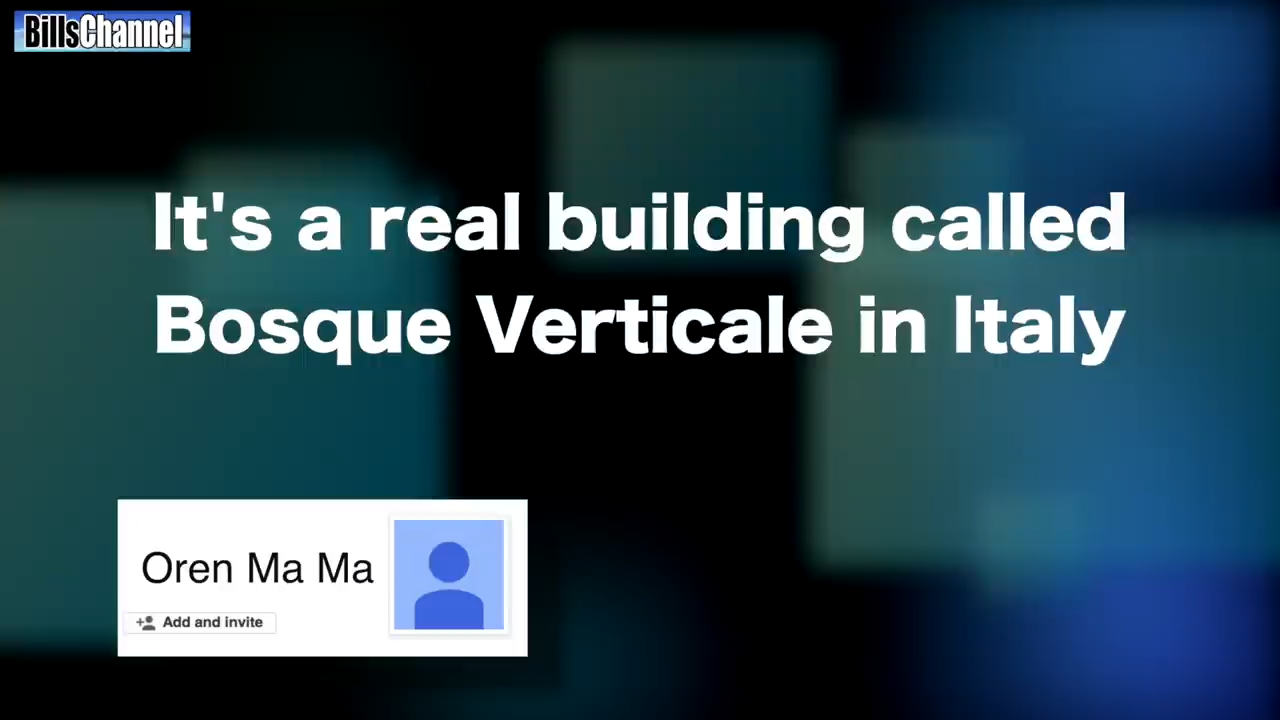 BillsChannel
It's a real building called
Bosque Verticale in Italy
Oren Ma Ma
Add and invite